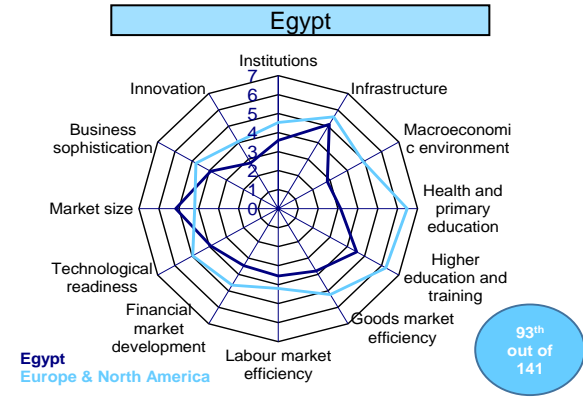 Egypt
Institutions
Infrastructure
Macroeconomi
c environment
Health and
primary
education
Higher
education and
training
Goods market
efficiency
Labour market
efficiency
Financial
market
development
Technological
readiness
Market size
Business
sophistication
Innovation
7
6
5
4
3
2
1
0
Egypt
Europe & North America
93th
out of
141